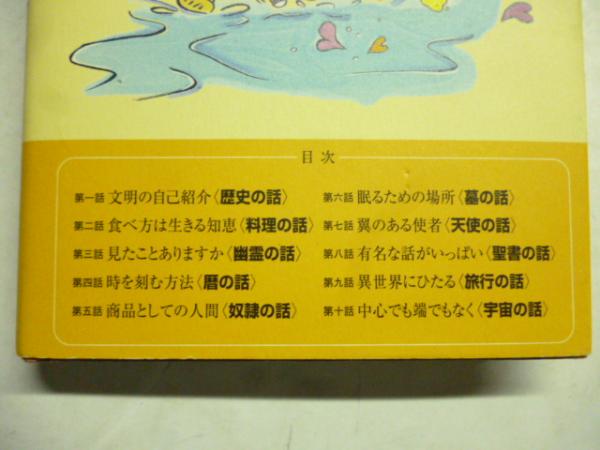 目次
第一話 文明の自己紹介〈歴史の話〉
第二話 食べ方は生きる知恵〈料理の話〉
第三話 見たことありますか〈幽霊の話〉
第四話 時を刻む方法〈暦の話〉
第五話 商品としての人間〈奴隷の話〉
第六話 眠るための場所〈墓の話〉
第七話 翼のある使者〈天使の話〉
第八話 有名な話がいっぱい〈聖書の話〉
第九話 異世界にひたる〈旅行の話〉
第十話 中心でも端でもなく〈宇宙の話〉